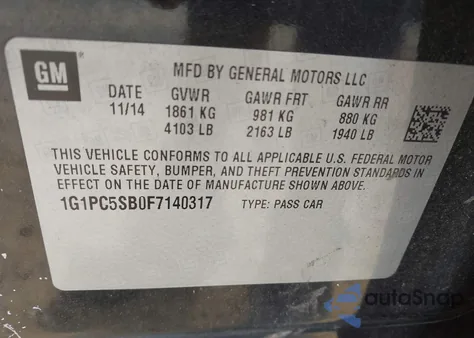 GM
MFD BY GENERAL MOTORS LLC
DATE GVWR GAWR FRT GAWR RR
11/14 1861 KG 981 KG 880 KG
4103 LB 2163 LB 1940 LB
THIS VEHICLE CONFORMS TO ALL APPLICABLE U.S. FEDERAL MOTOR
VEHICLE SAFETY, BUMPER, AND THEFT PREVENTION STANDARDS IN
EFFECT ON THE DATE OF MANUFACTURE SHOWN ABOVE.
1G1PC5SB0F7140317 TYPE: PASS CAR
autoSnap